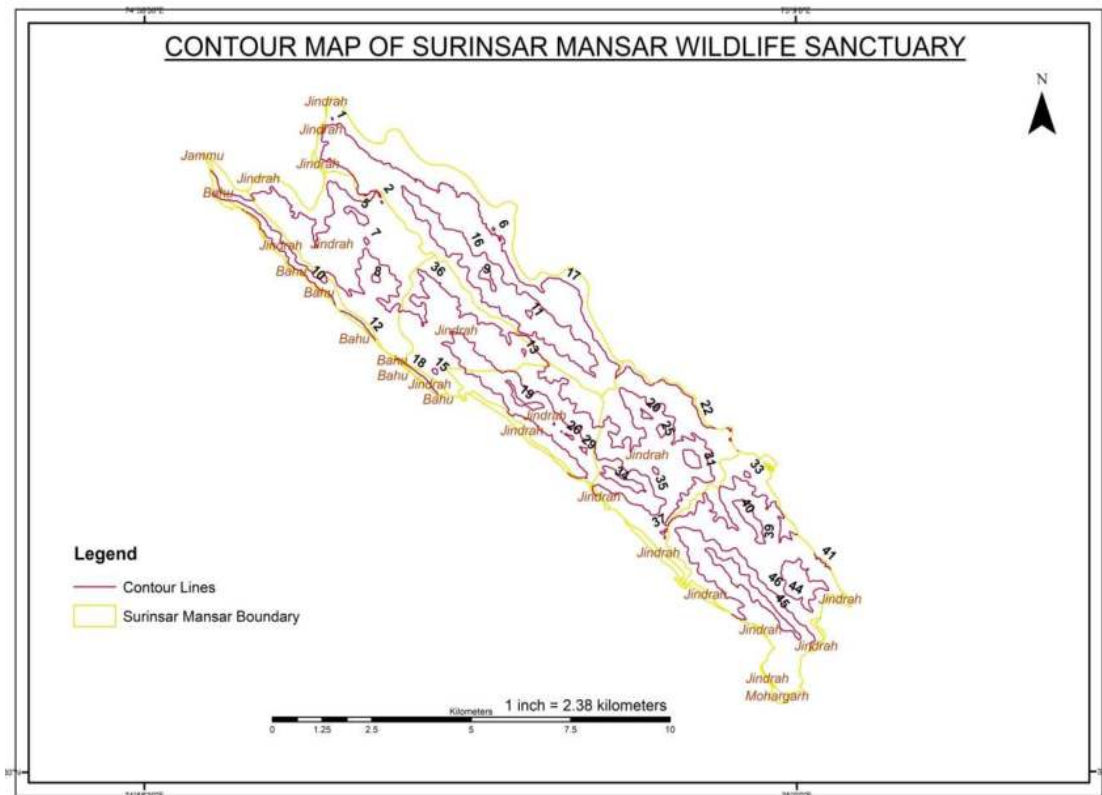 CONTOUR MAP OF SURINSAR MANSAR WILDLIFE SANCTUARY
N
Jindrah
1
Jindrah
Jammu
Jindrah
Jindrah
Bahu
2
5
6
7
16
Jindrah
Jindrah
Bahu
10
8
36
9
17
Bahu
11
12
Jindrah
Bahu
13
Bahu
18
15
Bahu
Jindrah
Bahu
19
20
22
Jindrah
Jindrah
26
25
29
Jindrah
31
34
35
33
Jindrah
40
39
Jindrah
41
46
44
45
Jindrah
Jindrah
Jindrah
Jindrah
Jindrah
Mohargarh
Legend
Contour Lines
Surinsar Mansar Boundary
Kilometers
1 inch = 2.38 kilometers
0
1.25
2.5
5
7.5
10